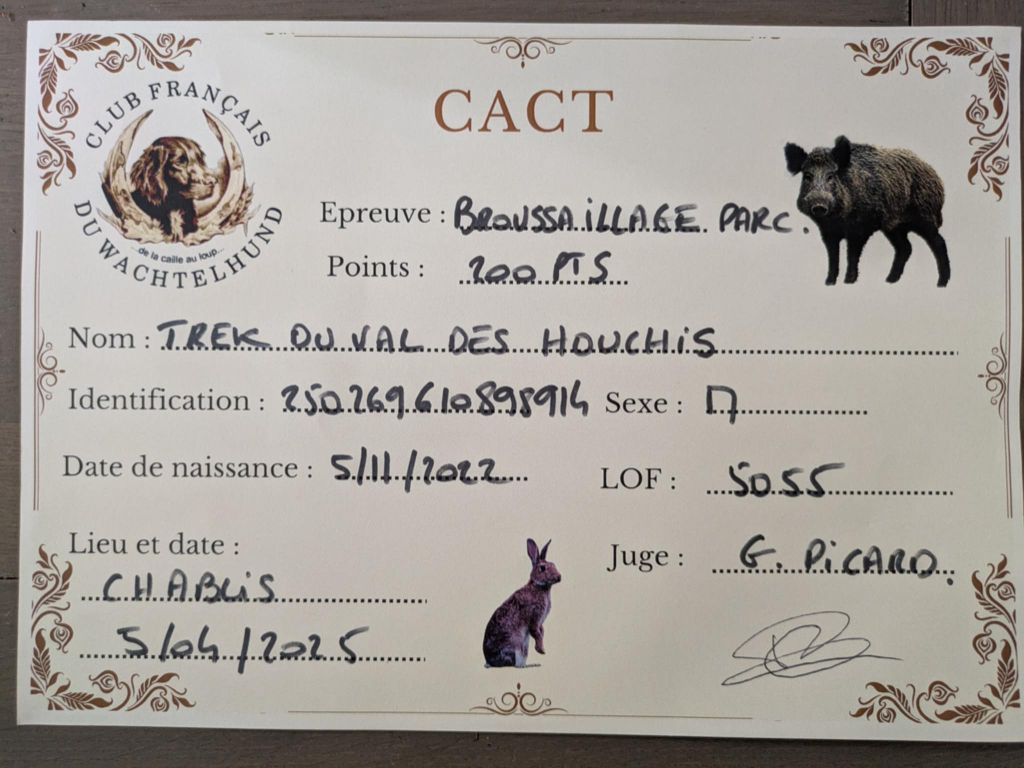 CLUB FRANÇAIS
DU WACHTELHUND
de la caille au loup...
CACT
Epreuve : BROUSSAILLAGE PARC.
Points : 200 PTS
Nom : TREK DU VAL DES HOUCHIS
Identification : 250269610898914 Sexe : M
Date de naissance : 5/11/2022
LOF : 5055
Lieu et date :
CHABLIS
5/04/2025
Juge : G. PICARD.